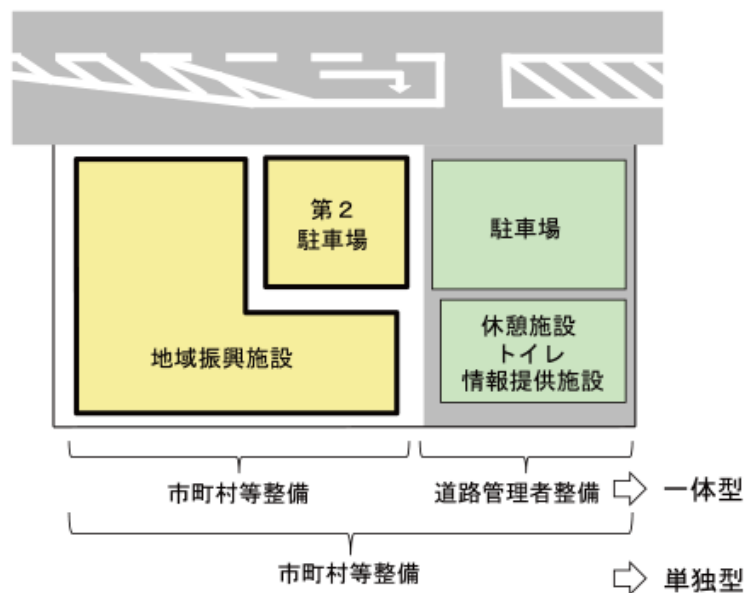 第２
駐車場
駐車場
地域振興施設
休憩施設
トイレ
情報提供施設
市町村等整備
道路管理者整備
一体型
市町村等整備
単独型